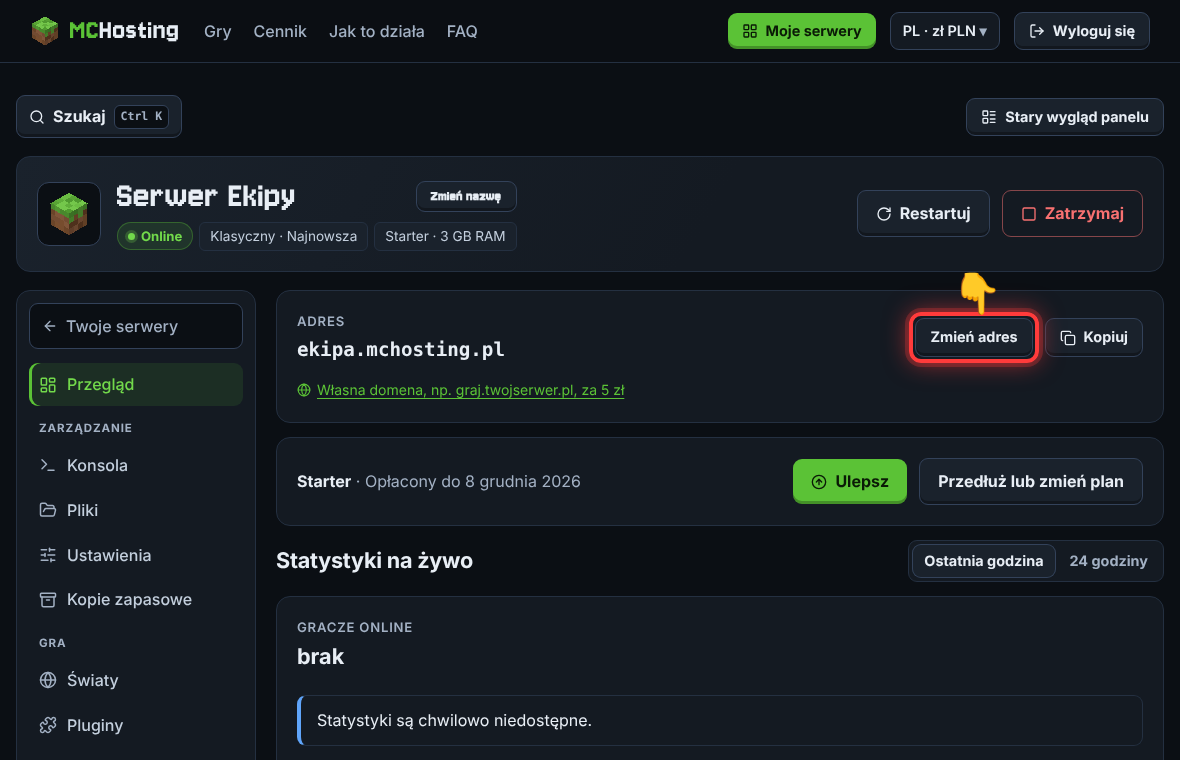 MCHosting
Gry
Cennik
Jak to działa
FAQ
Moje serwery
PL · zł PLN ▾
Wyloguj się
Szukaj
Ctrl K
Stary wygląd panelu
Serwer Ekipy
Zmień nazwę
Online
Klasyczny · Najnowsza
Starter · 3 GB RAM
Restartuj
Zatrzymaj
Twoje serwery
Przegląd
ZARZĄDZANIE
Konsola
Pliki
Ustawienia
Kopie zapasowe
GRA
Światy
Pluginy
ADRES
ekipa.mchosting.pl
Zmień adres
Kopiuj
Własna domena, np. graj.twojserwer.pl, za 5 zł
Starter · Opłacony do 8 grudnia 2026
Ulepsz
Przedłuż lub zmień plan
Statystyki na żywo
Ostatnia godzina
24 godziny
GRACZE ONLINE
brak
Statystyki są chwilowo niedostępne.